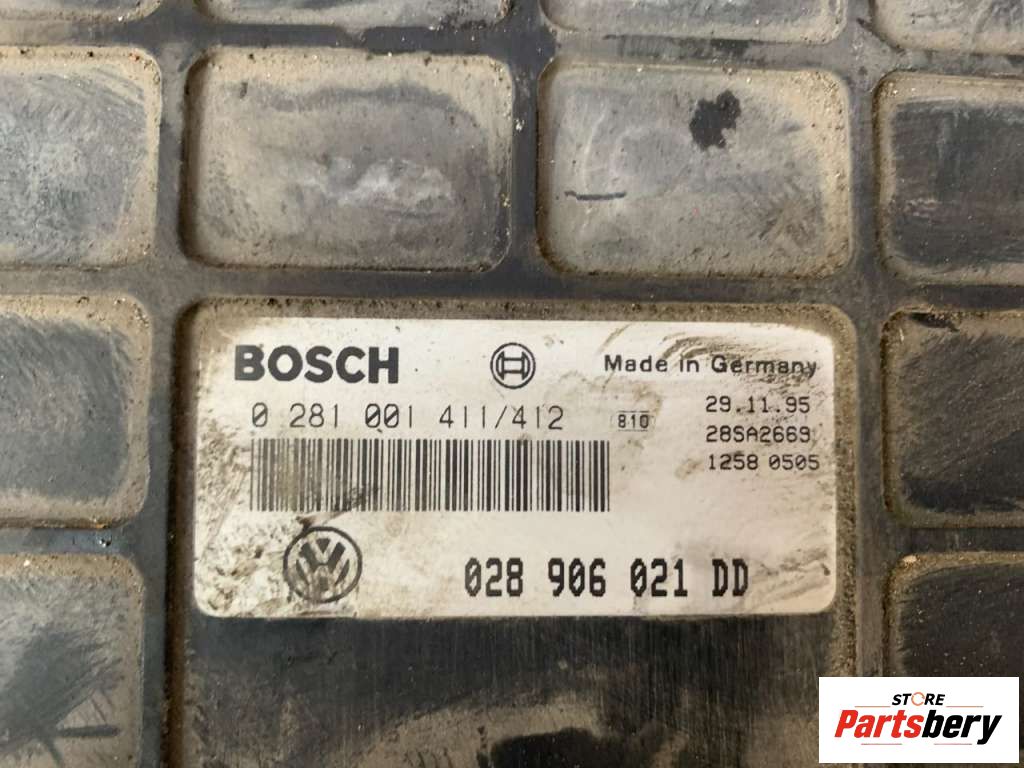 BOSCH
Made in Germany
0 281 001 411/412
810
29.11.95
28SA2669
1258 0505
VW
028 906 021 DD
STORE
Partsbery